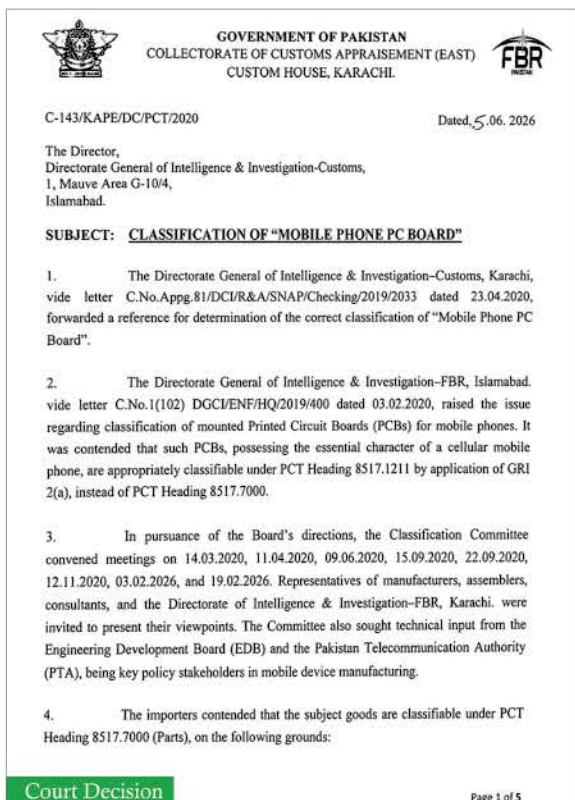 GOVERNMENT OF PAKISTAN
COLLECTORATE OF CUSTOMS APPRAISEMENT (EAST)
CUSTOM HOUSE, KARACHI.
FBR
PAKISTAN
C-143/KAPE/DC/PCT/2020
Dated,5.06. 2026
The Director,
Directorate General of Intelligence & Investigation-Customs,
1, Mauve Area G-10/4,
Islamabad.
SUBJECT: CLASSIFICATION OF “MOBILE PHONE PC BOARD”
1. The Directorate General of Intelligence & Investigation–Customs, Karachi,
vide letter C.No.Appg.81/DCI/R&A/SNAP/Checking/2019/2033 dated 23.04.2020,
forwarded a reference for determination of the correct classification of “Mobile Phone PC
Board”.
2. The Directorate General of Intelligence & Investigation–FBR, Islamabad.
vide letter C.No.1(102) DGCI/ENF/HQ/2019/400 dated 03.02.2020, raised the issue
regarding classification of mounted Printed Circuit Boards (PCBs) for mobile phones. It
was contended that such PCBs, possessing the essential character of a cellular mobile
phone, are appropriately classifiable under PCT Heading 8517.1211 by application of GRI
2(a), instead of PCT Heading 8517.7000.
3. In pursuance of the Board’s directions, the Classification Committee
convened meetings on 14.03.2020, 11.04.2020, 09.06.2020, 15.09.2020, 22.09.2020,
12.11.2020, 03.02.2026, and 19.02.2026. Representatives of manufacturers, assemblers,
consultants, and the Directorate of Intelligence & Investigation–FBR, Karachi. were
invited to present their viewpoints. The Committee also sought technical input from the
Engineering Development Board (EDB) and the Pakistan Telecommunication Authority
(PTA), being key policy stakeholders in mobile device manufacturing.
4. The importers contended that the subject goods are classifiable under PCT
Heading 8517.7000 (Parts), on the following grounds:
Court Decision
Page 1 of 5